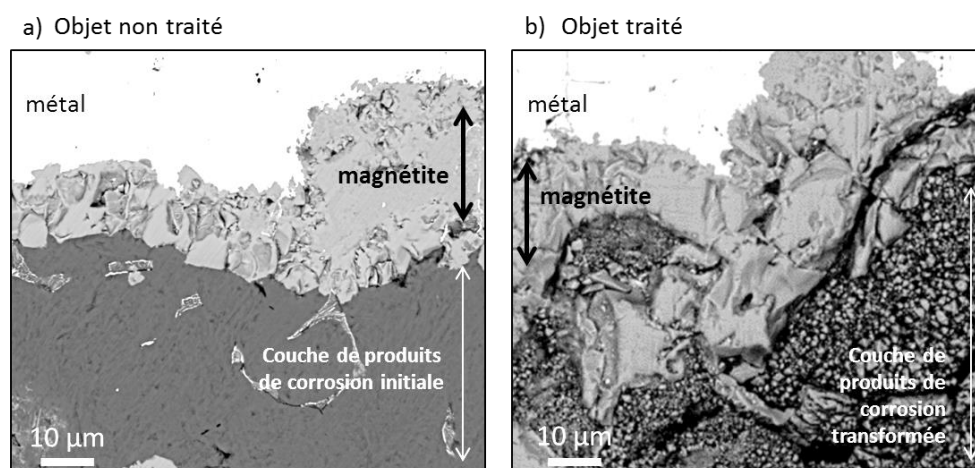 a) Objet non traité
b) Objet traité
métal
magnétite
Couche de produits
de corrosion initiale
10 µm
métal
magnétite
Couche de
produits de
corrosion
transformée
10 µm